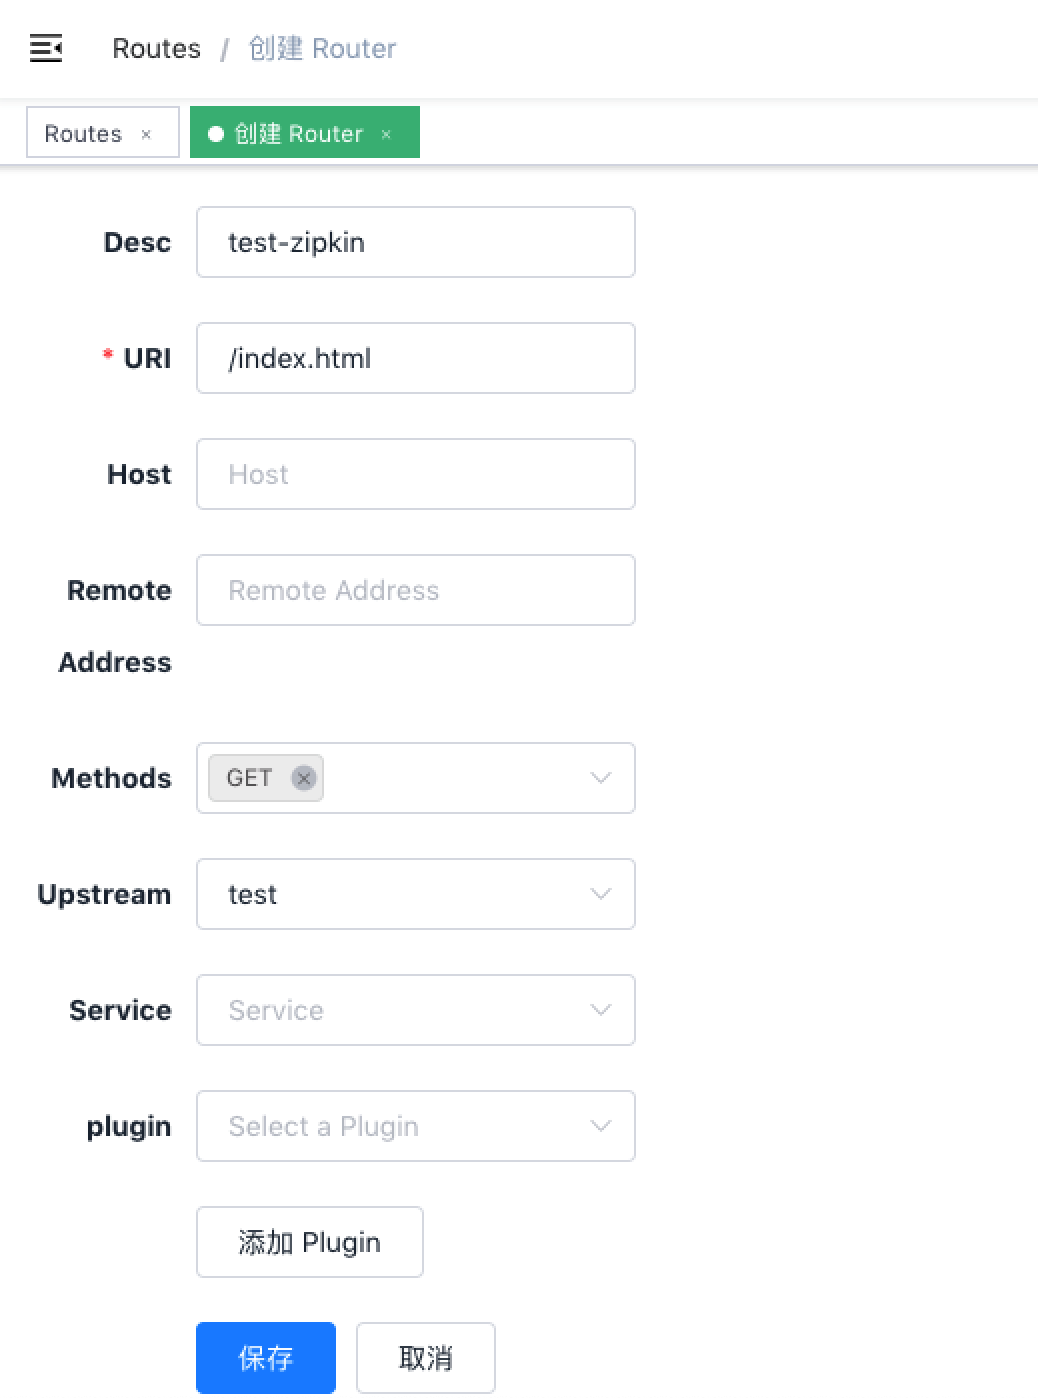 Routes / 创建 Router
Routes × 创建 Router ×
Desc test-zipkin
* URI /index.html
Host Host
Remote Address Remote Address
Methods GET
Upstream test
Service Service
plugin Select a Plugin
添加 Plugin
保存 取消